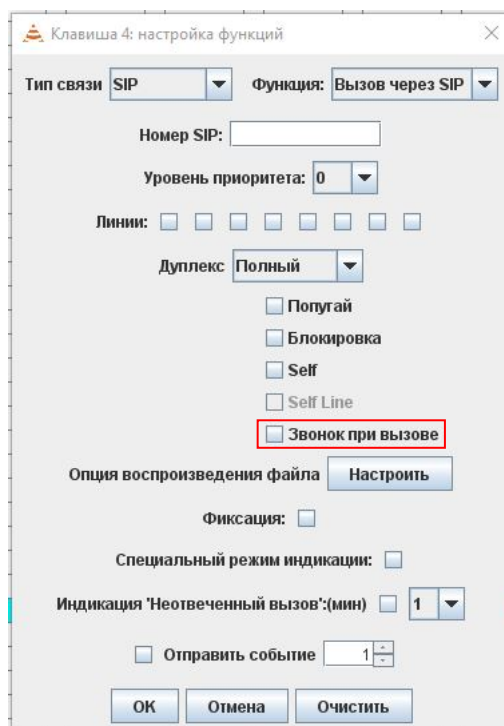 Клавиша 4: настройка функций
Тип связи SIP Функция: Вызов через SIP
Номер SIP:
Уровень приоритета: 0
Линии:
Дуплекс Полный
Попугай
Блокировка
Self
Self Line
Звонок при вызове
Опция воспроизведения файла Настроить
Фиксация:
Специальный режим индикации:
Индикация 'Неотвеченный вызов':(мин) 1
Отправить событие 1
ОК Отмена Очистить